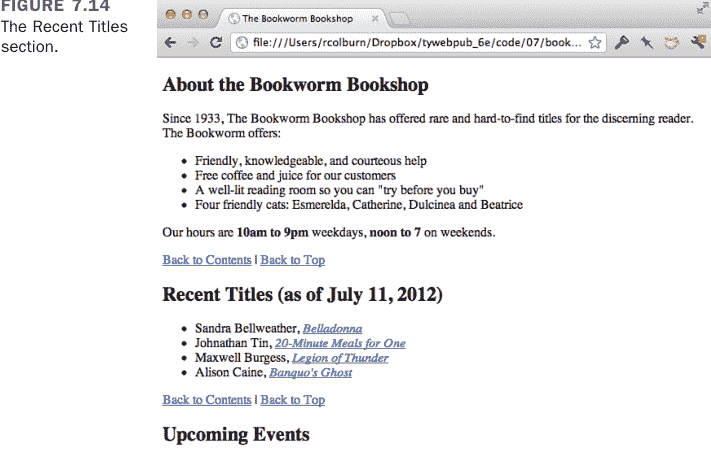 FIGURE 7.14
The Recent Titles
section.
The Bookworm Bookshop
file:///Users/rcolburn/Dropbox/tywebpub_6e/code/07/book...
About the Bookworm Bookshop
Since 1933, The Bookworm Bookshop has offered rare and hard-to-find titles for the discerning reader.
The Bookworm offers:
• Friendly, knowledgeable, and courteous help
• Free coffee and juice for our customers
• A well-lit reading room so you can "try before you buy"
• Four friendly cats: Esmerelda, Catherine, Dulcinea and Beatrice
Our hours are 10am to 9pm weekdays, noon to 7 on weekends.
Back to Contents | Back to Top
Recent Titles (as of July 11, 2012)
• Sandra Bellweather, Belladonna
• Johnathan Tin, 20-Minute Meals for One
• Maxwell Burgess, Legion of Thunder
• Alison Caine, Banquo's Ghost
Back to Contents | Back to Top
Upcoming Events